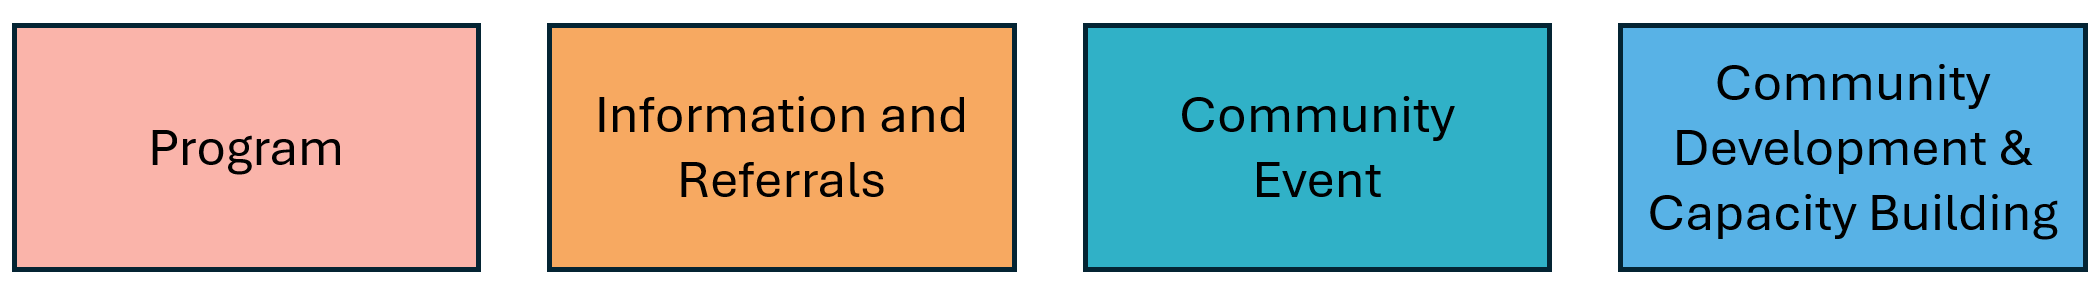 Program
Information and
Referrals
Community
Event
Community
Development &
Capacity Building